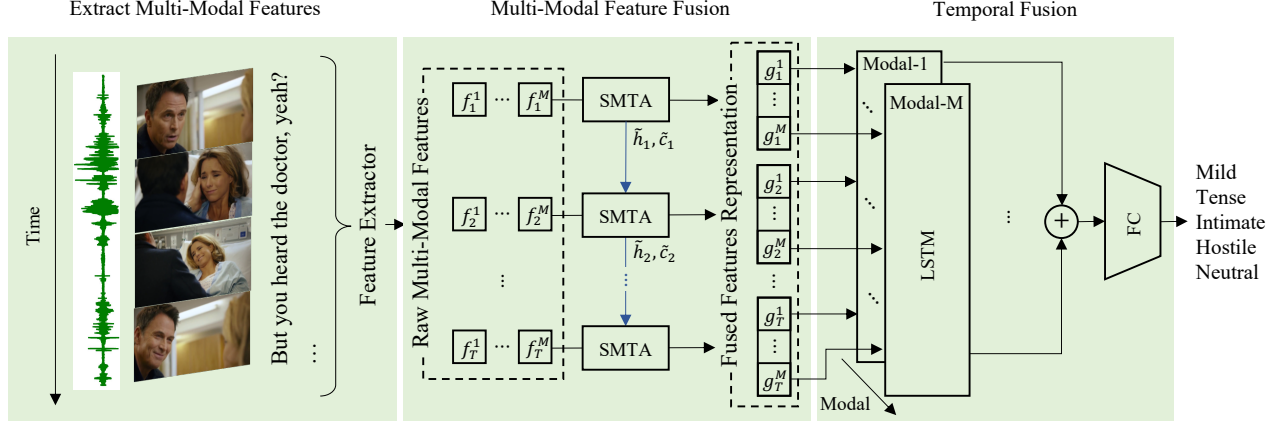 Extract Multi-Modal Features
Multi-Modal Feature Fusion
Temporal Fusion
Time
But you heard the doctor, yeah?
...
Feature Extractor
Raw Multi-Modal Features
f_1^1 ... f_1^M
SMTA
h̃_1, c̃_1
f_2^1 ... f_2^M
SMTA
h̃_2, c̃_2
...
...
f_T^1 ... f_T^M
SMTA
Fused Features Representation
g_1^1
...
g_1^M
g_2^1
...
g_2^M
...
g_T^1
...
g_T^M
Modal-1
Modal-M
LSTM
...
Modal
+
FC
Mild
Tense
Intimate
Hostile
Neutral